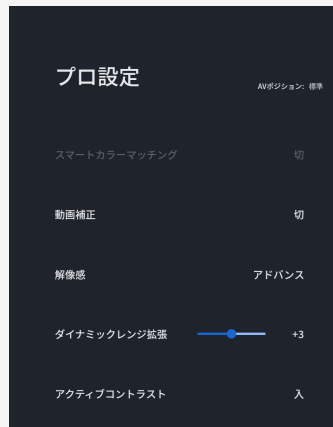 プロ設定
AVポジション: 標準
スマートカラーマッチング 切
動画補正 切
解像感 アドバンス
ダイナミックレンジ拡張 +3
アクティブコントラスト 入